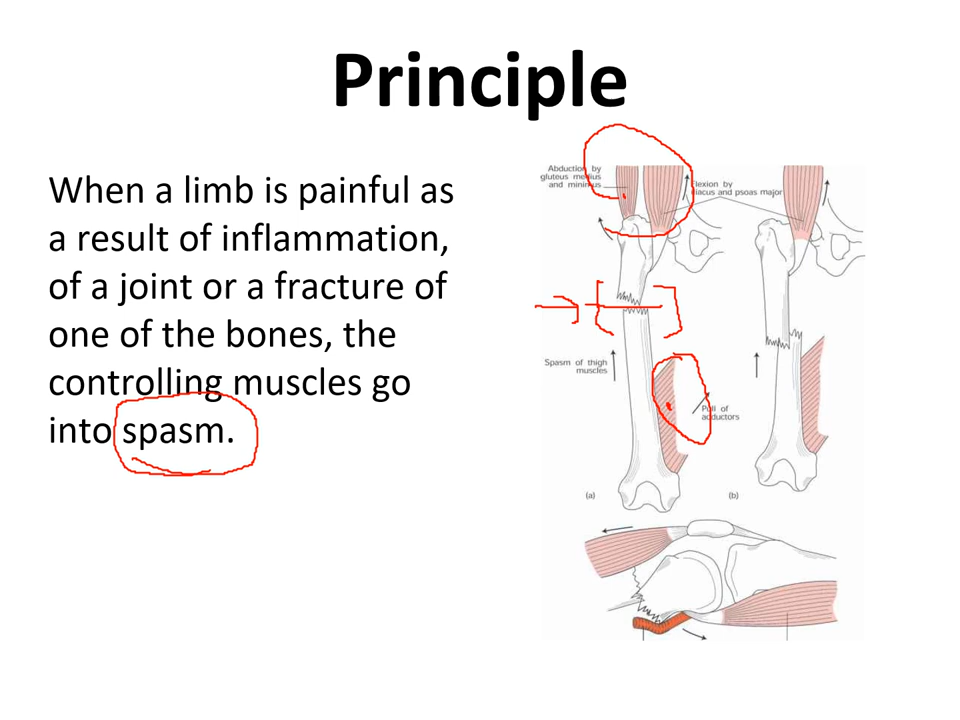 Principle
When a limb is painful as
a result of inflammation,
of a joint or a fracture of
one of the bones, the
controlling muscles go
into spasm.
Abduction by
gluteus medius
and minimus
Flexion by
iliacus and psoas major
Spasm of thigh
muscles
Pull of
adductors
(a)
(b)